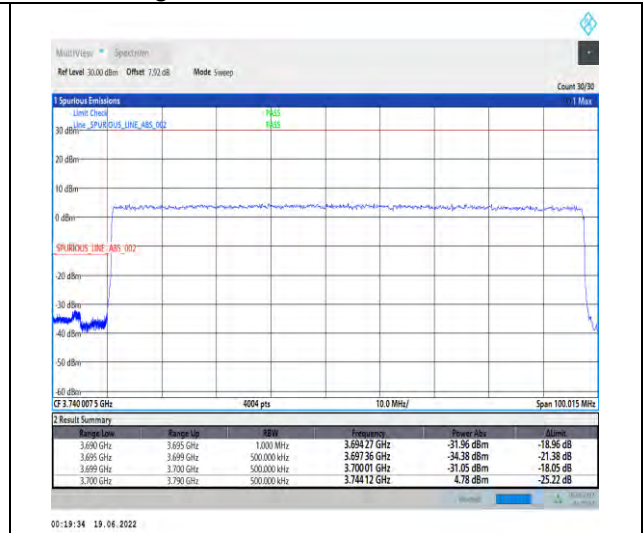 MultiView Spectrum
Ref Level 30.00 dBm Offset 7.92 dB Mode Sweep
Count 30/30
1 Spurious Emissions 1 Max
Limit Check PASS
Line _SPURIOUS_LINE_ABS_002 PASS
30 dBm
20 dBm
10 dBm
0 dBm
SPURIOUS_LINE_ABS_002
-20 dBm
-30 dBm
-40 dBm
-50 dBm
-60 dBm
CF 3.740 007 5 GHz 4004 pts 10.0 MHz/ Span 100.015 MHz
2 Result Summary
Range Low Range Up RBW Frequency Power Abs ΔLimit
3.690 GHz 3.695 GHz 1.000 MHz 3.694 27 GHz -31.96 dBm -18.96 dB
3.695 GHz 3.699 GHz 500.000 kHz 3.697 36 GHz -34.38 dBm -21.38 dB
3.699 GHz 3.700 GHz 500.000 kHz 3.700 01 GHz -31.05 dBm -18.05 dB
3.700 GHz 3.790 GHz 500.000 kHz 3.744 12 GHz 4.78 dBm -25.22 dB
00:19:34 19.06.2022